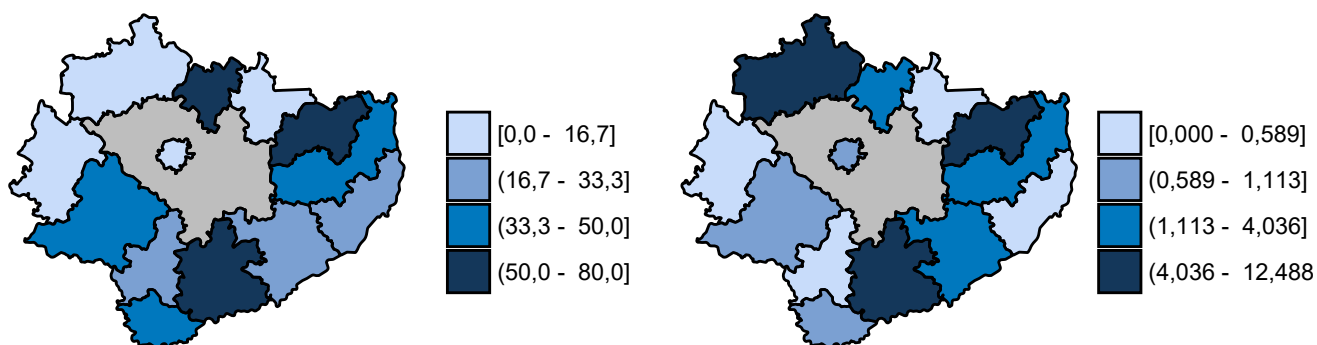 [0,0 - 16,7]
(16,7 - 33,3]
(33,3 - 50,0]
(50,0 - 80,0]
[0,000 - 0,589]
(0,589 - 1,113]
(1,113 - 4,036]
(4,036 - 12,488